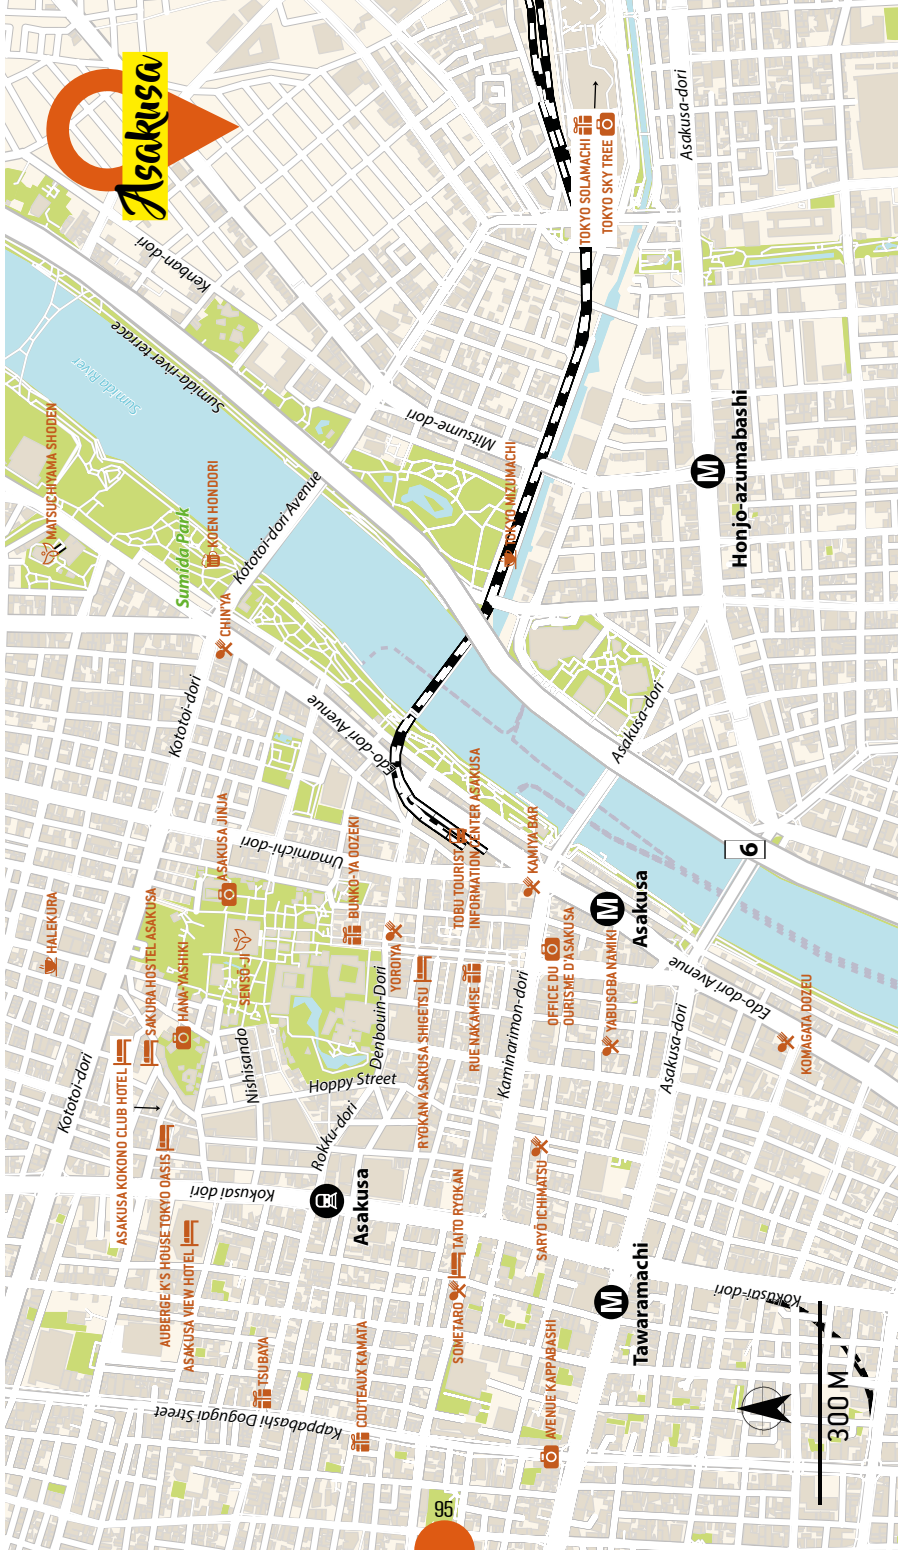 Asakusa
Kenban-dori
Sumida-river terrace
Sumida River
MATSUCHIYAMA SHODEN
Sumida Park
KOEN HONDORI
Kototoi-dori Avenue
Mitsume-dori
TOKYO SOLAMACHI
TOKYO SKY TREE
Asakusa-dori
TOKYO MIZUMACHI
M
Honjo-azumabashi
CHIN'YA
Kototoi-dori
Edo-dori Avenue
Asakusa-dori
ASAKUSA JINJA
Umamichi-dori
BUNKO-YA OOZEKI
TOBU TOURIST
INFORMATION CENTER ASAKUSA
KAMIYA BAR
6
HALEKURA
SAKURA HOSTEL ASAKUSA
HANA-YASHIKI
SENSŌ-JI
YOROIYA
M
Asakusa
OFFICE DU
OURISME D'ASAKUSA
YABUSOBA NAMIKI
Edo-dori Avenue
KOMAGATA DOZEU
Kototoi-dori
ASAKUSA KOKONO CLUB HOTEL
Nishisando
Hoppy Street
Denbouin-Dori
RYOKAN ASAKUSA SHIGETSU
RUE NAKAMISE
Kaminarimon-dori
Asakusa-dori
AUBERGE K'S HOUSE TOKYO OASIS
Rokku-dori
Kokusai dori
Asakusa
ASAKUSA VIEW HOTEL
TAITO RYOKAN
SOMETARO
SARYO ICHIMATSU
M
Tawaramachi
Kokusai-dori
TSUBAYA
COUTEAUX KAMATA
Kappabashi Dogugai Street
AVENUE KAPPABASHI
300 M
95